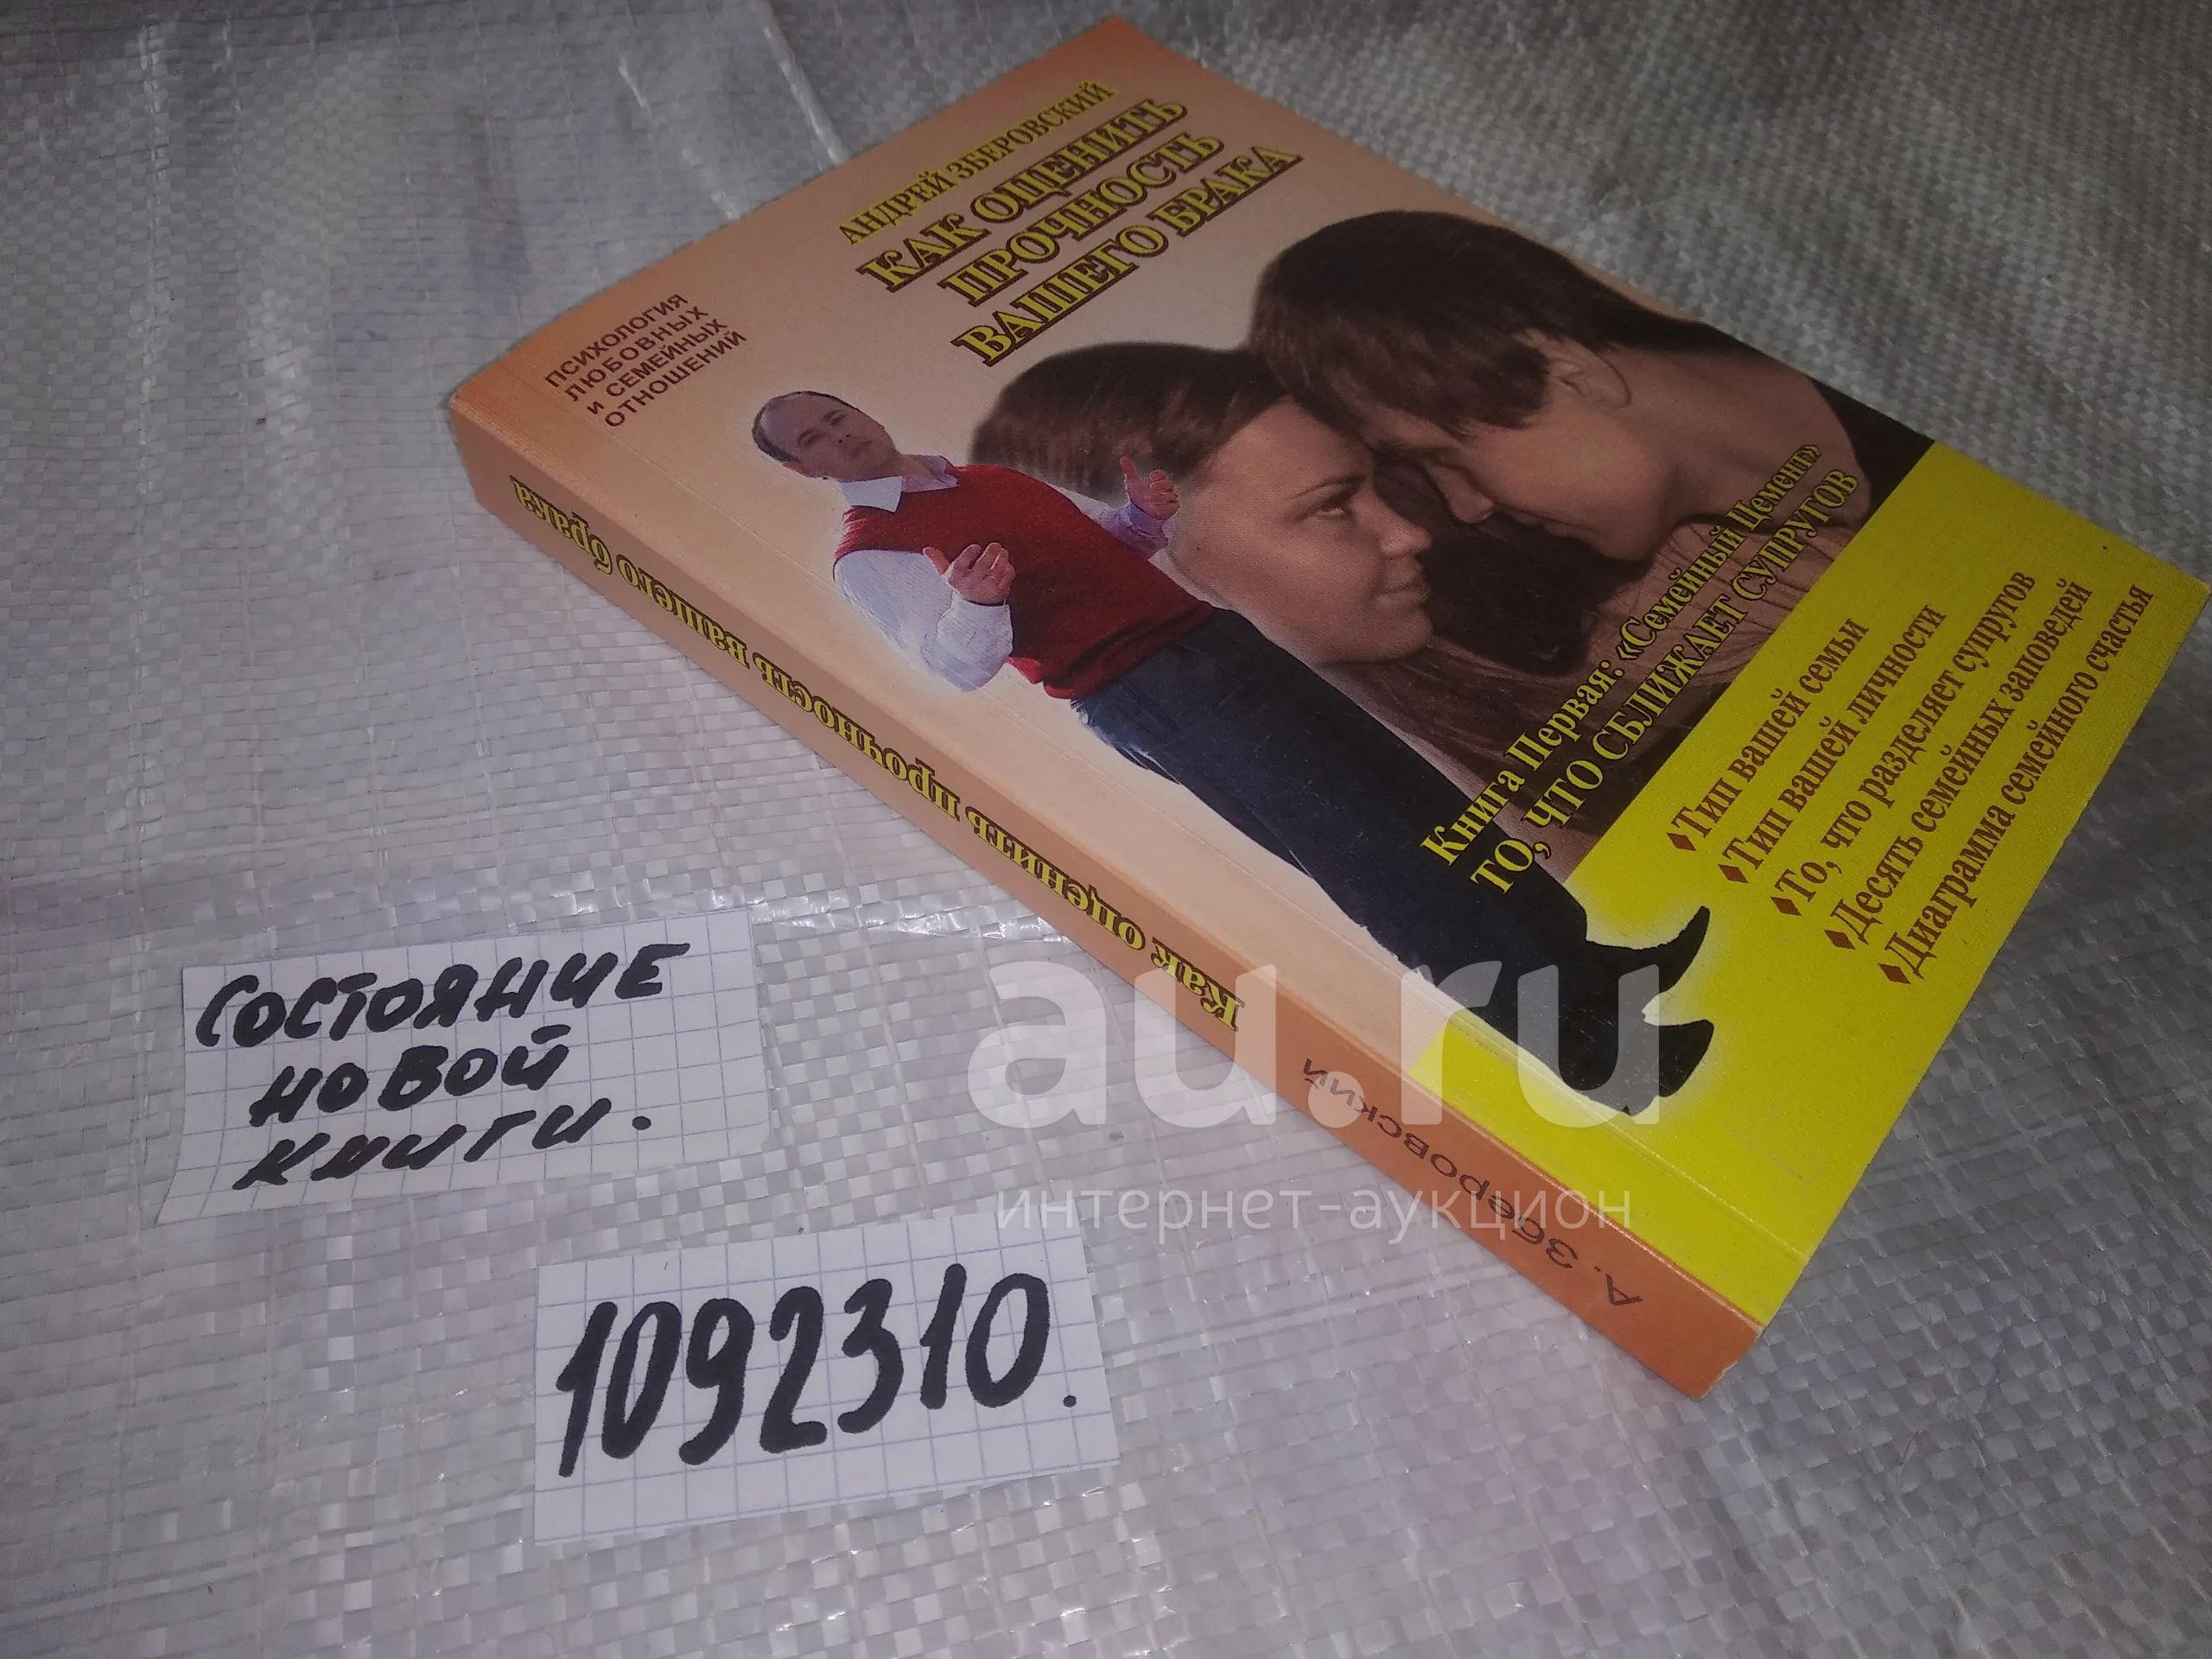 АНДРЕЙ ЗБЕРОВСКИЙ
КАК ОЦЕНИТЬ
ПРОЧНОСТЬ
ВАШЕГО БРАКА
ПСИХОЛОГИЯ
ЛЮБОВНЫХ
и СЕМЕЙНЫХ
ОТНОШЕНИЙ
Книга Первая: «Семейный Цемент»
ТО, ЧТО СБЛИЖАЕТ СУПРУГОВ
♦Тип вашей семьи
♦Тип вашей личности
♦То, что разделяет супругов
♦Десять семейных заповедей
♦Диаграмма семейного счастья
А. Зберовский
Как оценить прочность вашего брака
СОСТОЯНИЕ
НОВОЙ
КНИГИ.
1092310.
au.ru
интернет-аукцион